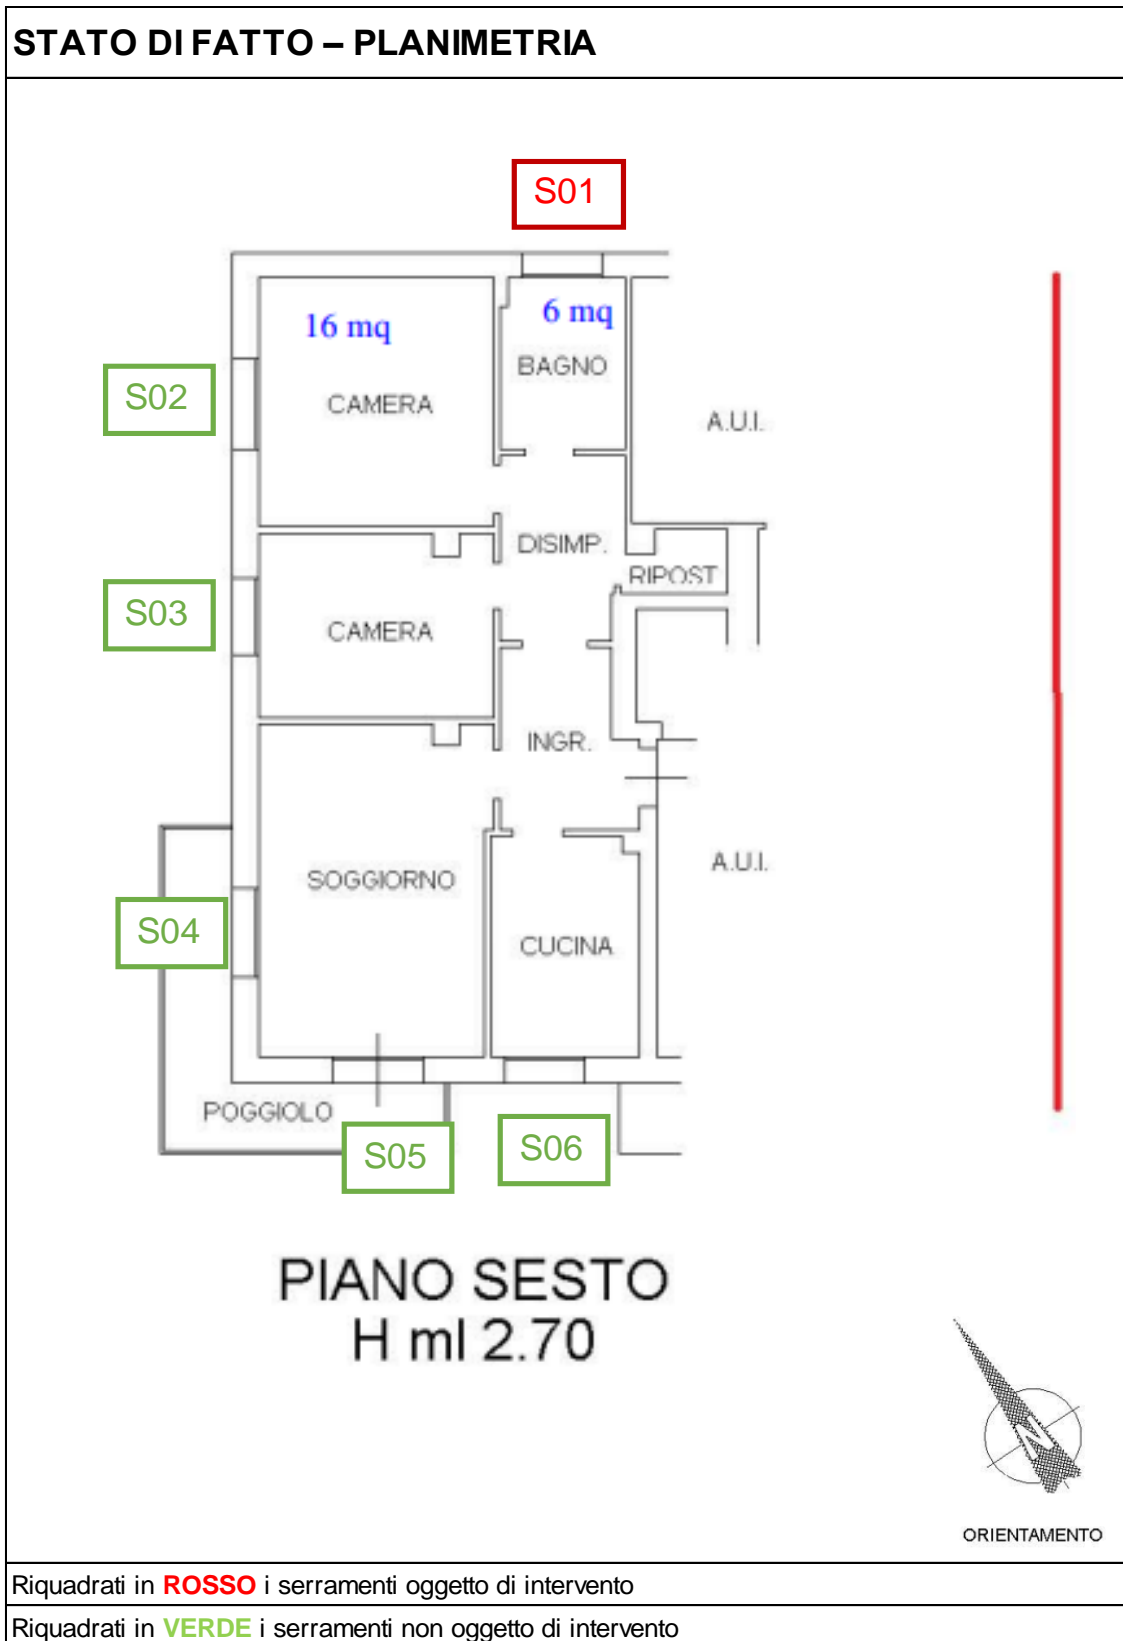 STATO DI FATTO – PLANIMETRIA
S01
16 mq
6 mq
BAGNO
S02
CAMERA
A.U.I.
DISIMP.
RIPOST
S03
CAMERA
INGR.
SOGGIORNO
A.U.I.
S04
CUCINA
POGGIOLO
S05
S06
PIANO SESTO
H ml 2.70
N
ORIENTAMENTO
Riquadrati in ROSSO i serramenti oggetto di intervento
Riquadrati in VERDE i serramenti non oggetto di intervento